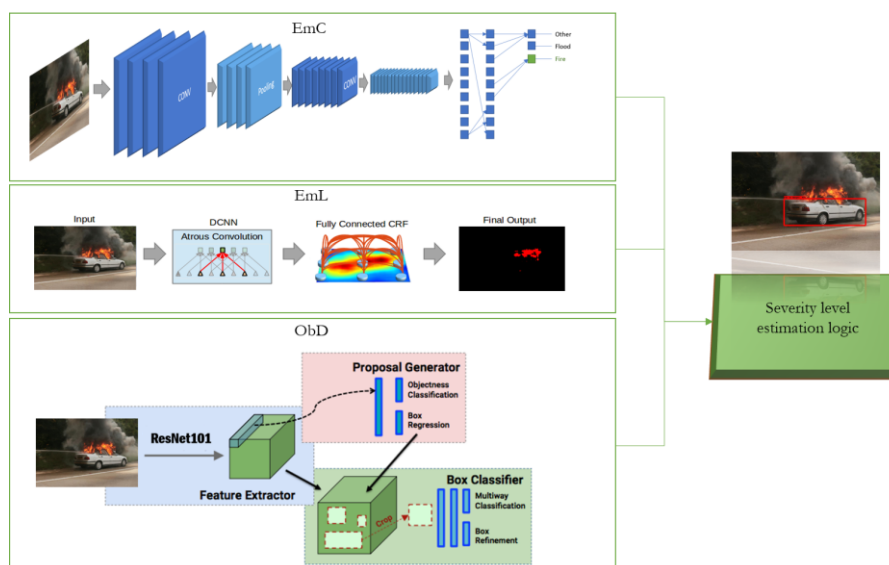 EmC
CONV
Pooling
CONV
Other
Flood
Fire
EmL
Input
DCNN
Atrous Convolution
Fully Connected CRF
Final Output
ObD
Proposal Generator
Objectness
Classification
Box
Regression
ResNet101
Feature Extractor
Box Classifier
Crop
Multiway
Classification
Box
Refinement
Severity level
estimation logic